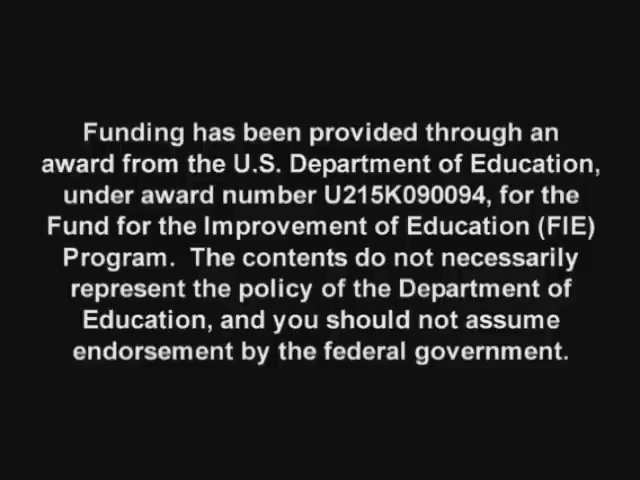 Funding has been provided through an
award from the U.S. Department of Education,
under award number U215K090094, for the
Fund for the Improvement of Education (FIE)
Program.  The contents do not necessarily
represent the policy of the Department of
Education, and you should not assume
endorsement by the federal government.